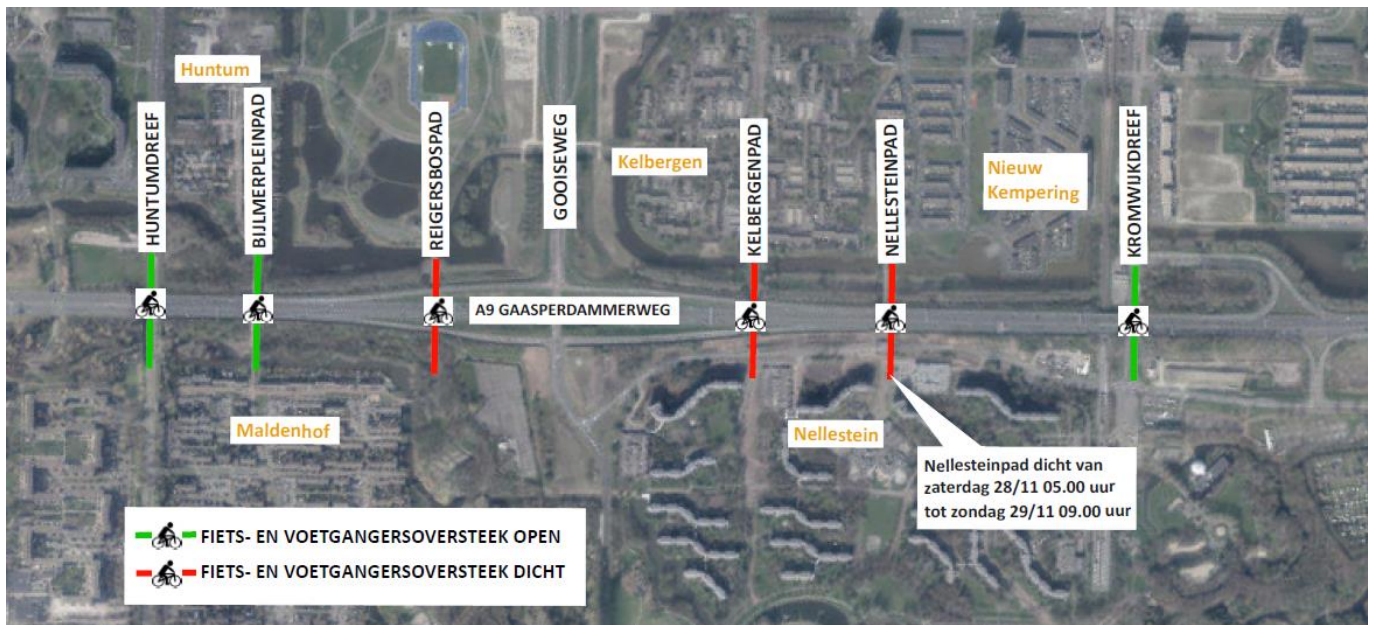 Huntum
HUNTUMDREEF
BIJLMERPLEINPAD
REIGERSBOSPAD
GOOISEWEG
Kelbergen
KELBERGENPAD
NELLESTEINPAD
Nieuw
Kempering
KROMWIJKDREEF
A9 GAASPERDAMMERWEG
Maldenhof
Nellestein
Nellesteinpad dicht van
zaterdag 28/11 05.00 uur
tot zondag 29/11 09.00 uur
FIETS- EN VOETGANGERSOVERSTEEK OPEN
FIETS- EN VOETGANGERSOVERSTEEK DICHT